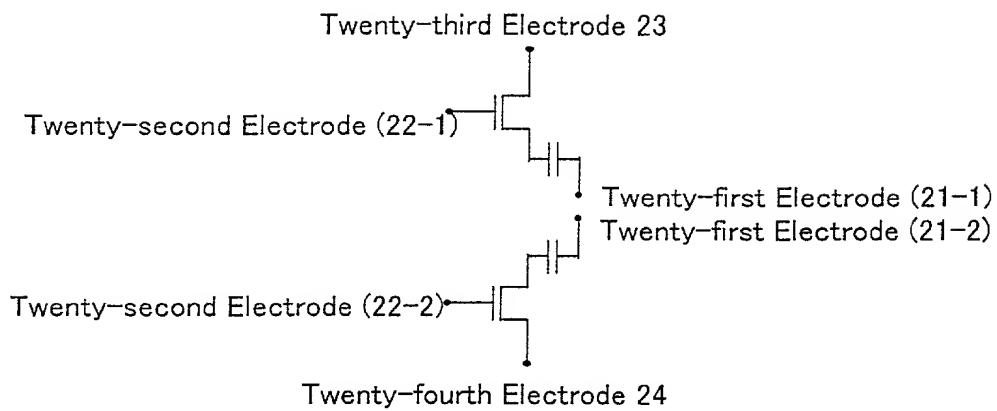 Twenty-third Electrode 23
Twenty-second Electrode (22-1)
Twenty-first Electrode (21-1)
Twenty-first Electrode (21-2)
Twenty-second Electrode (22-2)
Twenty-fourth Electrode 24